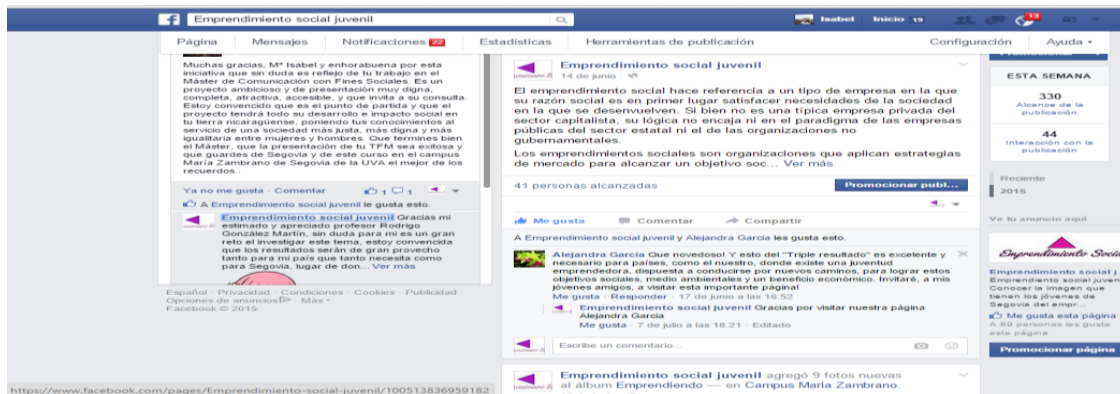 Emprendimiento social juvenil
Isabel Inicio 19
13
Página Mensajes Notificaciones 22 Estadísticas Herramientas de publicación Configuración Ayuda
Muchas gracias, Mª Isabel y enhorabuena por esta
iniciativa que sin duda es reflejo de tu trabajo en el
Máster de Comunicación con Fines Sociales. Es un
proyecto ambicioso y de presentación muy digna,
completa, atractiva, accesible, y que invita a su consulta.
Estoy convencido que es el punto de partida y que el
proyecto tendrá todo su desarrollo e impacto social en
tu tierra nicaragüense, poniendo tus conocimientos al
servicio de una sociedad más justa, más digna y más
igualitaria entre mujeres y hombres. Que termines bien
el Máster, que la presentación de tu TFM sea exitosa y
que guardes de Segovia y de este curso en el campus
María Zambrano de Segovia de la UVA el mejor de los
recuerdos..
Ya no me gusta · Comentar 1 1
A Emprendimiento social juvenil le gusta esto.
Emprendimiento social juvenil Gracias mi
estimado y apreciado profesor Rodrigo
González Martín, sin duda para mi es un gran
reto el investigar este tema, estoy convencida
que los resultados serán de gran provecho
tanto para mi país que tanto necesita como
para Segovia, lugar de don... Ver más
Español · Privacidad · Condiciones · Cookies · Publicidad ·
Opciones de anuncios · Más
Facebook © 2015
https://www.facebook.com/pages/Emprendimiento-social-juvenil/100513836959182
Emprendimiento social juvenil
14 de junio
El emprendimiento social hace referencia a un tipo de empresa en la que
su razón social es en primer lugar satisfacer necesidades de la sociedad
en la que se desenvuelven. Si bien no es una típica empresa privada del
sector capitalista, su lógica no encaja ni en el paradigma de las empresas
públicas del sector estatal ni el de las organizaciones no
gubernamentales.
Los emprendimientos sociales son organizaciones que aplican estrategias
de mercado para alcanzar un objetivo soc... Ver más
41 personas alcanzadas
Promocionar publ...
Me gusta Comentar Compartir
A Emprendimiento social juvenil y Alejandra Garcia les gusta esto.
Alejandra Garcia Que novedoso! Y esto del "Triple resultado" es excelente y
necesario para países, como el nuestro, donde existe una juventud
emprendedora, dispuesta a conducirse por nuevos caminos, para lograr estos
objetivos sociales, medio ambientales y un beneficio económico. Invitaré, a mis
jóvenes amigos, a visitar esta importante página!
Me gusta · Responder · 17 de junio a las 16:52
Emprendimiento social juvenil Gracias por visitar nuestra página
Alejandra Garcia
Me gusta · 7 de julio a las 18:21 · Editado
Escribe un comentario...
Emprendimiento social juvenil agregó 9 fotos nuevas
al álbum Emprendiendo — en Campus Maria Zambrano.
ESTA SEMANA
330
Alcance de la
publicación
44
Interacción con la
publicación
Reciente
2015
Ve tu anuncio aquí
Emprendimiento Socia
Emprendimiento social j...
Emprendimiento social juven
Conocer la imagen que
tienen los jóvenes de
Segovia del empr...
Me gusta esta página
A 89 personas les gusta
esta página
Promocionar página